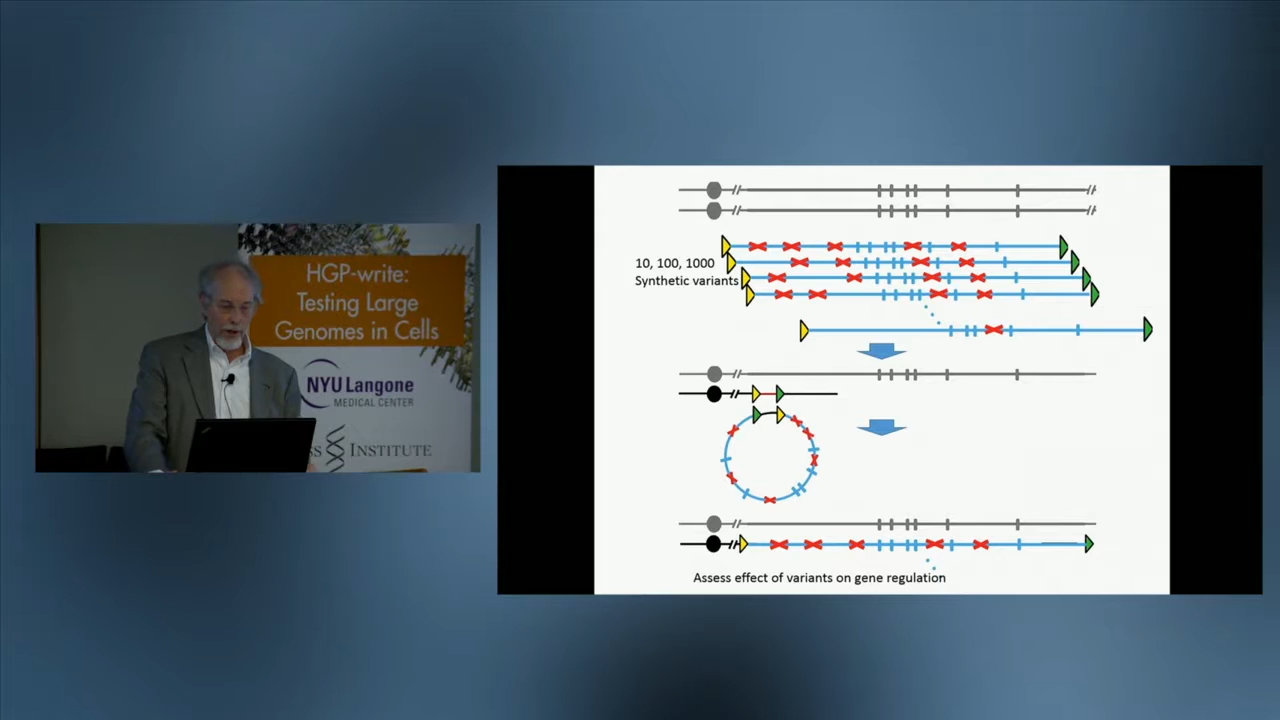 HGP-write:
Testing Large
Genomes in Cells
NYU Langone
MEDICAL CENTER
INSTITUTE
10, 100, 1000
Synthetic variants
Assess effect of variants on gene regulation